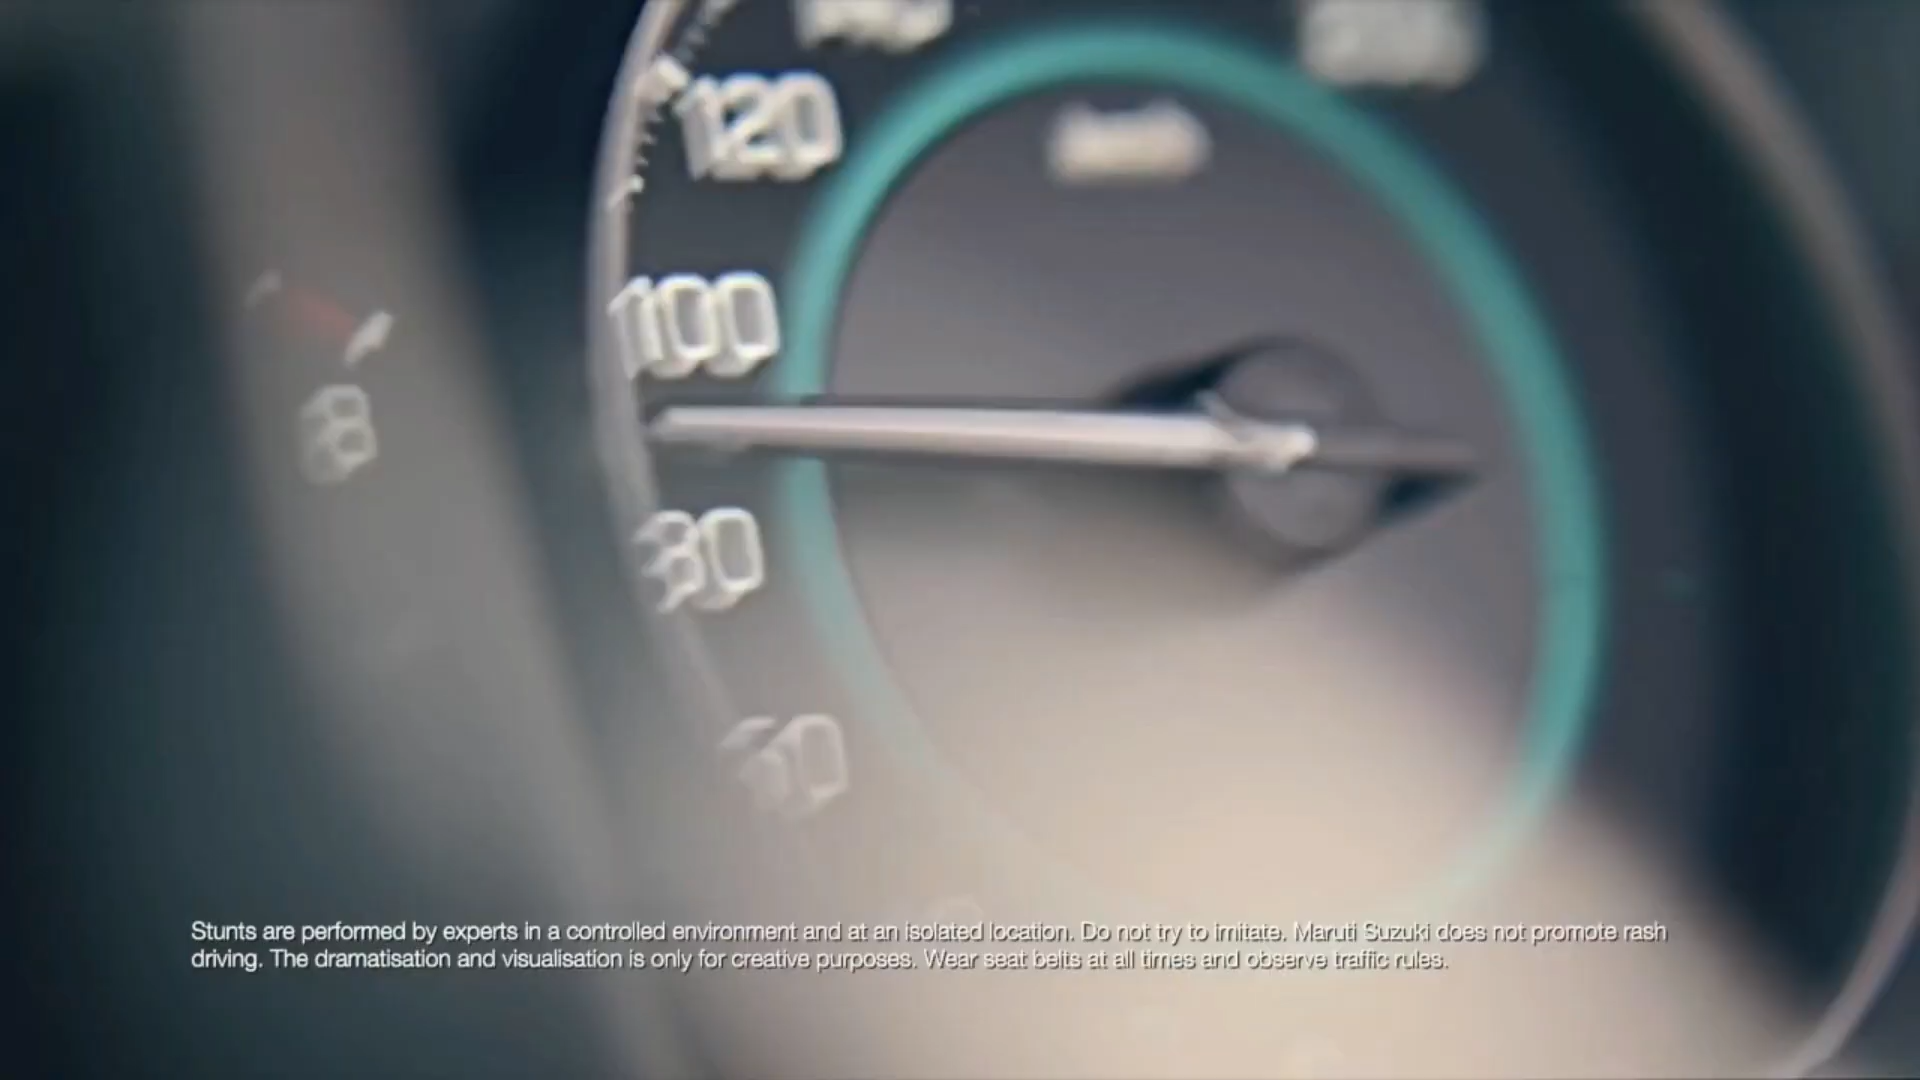 120
100
km/h
8
80
60
Stunts are performed by experts in a controlled environment and at an isolated location. Do not try to imitate. Maruti Suzuki does not promote rash
driving. The dramatisation and visualisation is only for creative purposes. Wear seat belts at all times and observe traffic rules.